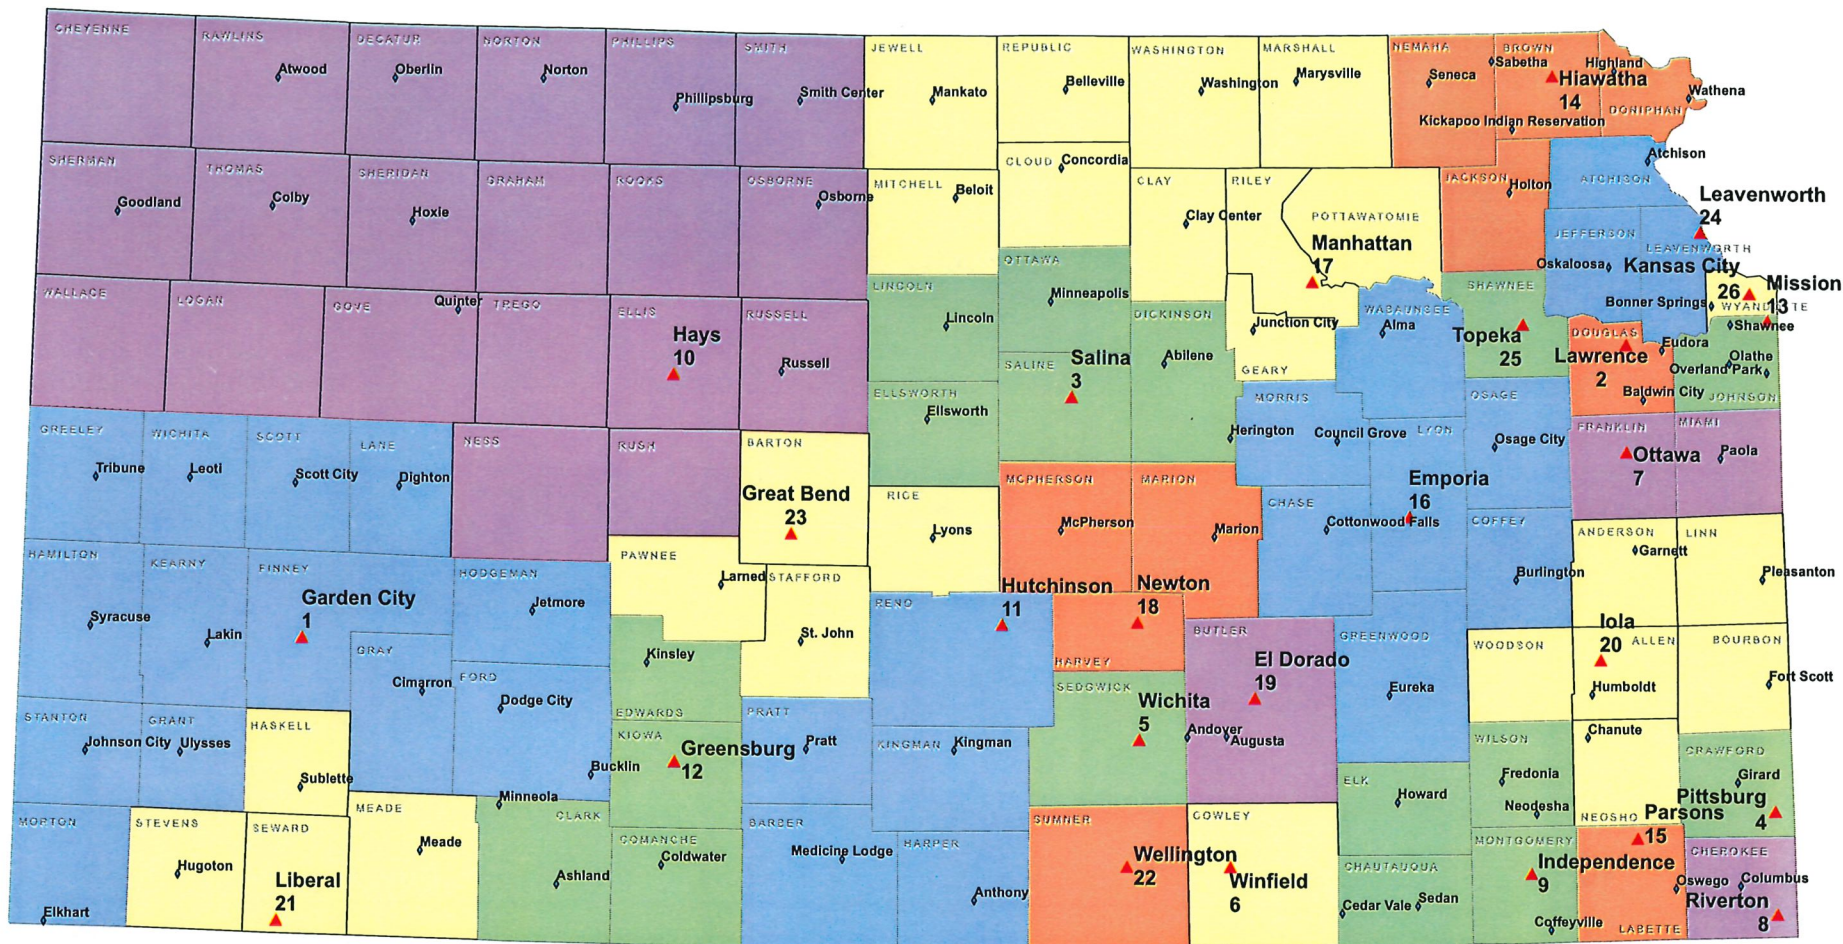 CHEYENNE
RAWLINS
Atwood
DECATUR
Oberlin
NORTON
Norton
PHILLIPS
Phillipsburg
SMITH
Smith Center
JEWELL
Mankato
REPUBLIC
Belleville
WASHINGTON
Washington
MARSHALL
Marysville
NEMAHA
Seneca
BROWN
Sabetha
Hiawatha
14
Highland
Wathena
DONIPHAN
Kickapoo Indian Reservation
SHERMAN
Goodland
THOMAS
Colby
SHERIDAN
Hoxie
GRAHAM
ROOKS
OSBORNE
Osborne
MITCHELL
Beloit
CLOUD
Concordia
CLAY
Clay Center
RILEY
POTTAWATOMIE
Manhattan
17
JACKSON
Holton
Atchison
ATCHISON
Leavenworth
24
JEFFERSON
LEAVENWORTH
Oskaloosa
Kansas City
26
Bonner Springs
WYANDOTTE
Mission
13
WALLACE
LOGAN
GOVE
Quinter
TREGO
ELLIS
Hays
10
RUSSELL
Russell
LINCOLN
Lincoln
OTTAWA
Minneapolis
SALINE
Salina
3
DICKINSON
Abilene
Junction City
GEARY
WABAUNSEE
Alma
SHAWNEE
Topeka
25
DOUGLAS
Lawrence
2
Eudora
Baldwin City
Shawnee
Olathe
Overland Park
JOHNSON
ELLSWORTH
Ellsworth
MORRIS
Herington
Council Grove
LYON
Emporia
16
OSAGE
Osage City
FRANKLIN
Ottawa
7
MIAMI
Paola
GREELEY
Tribune
WICHITA
Leoti
SCOTT
Scott City
LANE
Dighton
NESS
RUSH
BARTON
Great Bend
23
RICE
Lyons
MCPHERSON
McPherson
MARION
Marion
CHASE
Cottonwood Falls
COFFEY
Burlington
ANDERSON
Garnett
LINN
Pleasanton
HAMILTON
Syracuse
KEARNY
Lakin
FINNEY
Garden City
1
HODGEMAN
Jetmore
PAWNEE
Larned
STAFFORD
St. John
RENO
Hutchinson
11
Newton
18
HARVEY
BUTLER
El Dorado
19
Andover
Augusta
GREENWOOD
Eureka
WOODSON
Iola
20
ALLEN
Humboldt
BOURBON
Fort Scott
GRAY
Cimarron
FORD
Dodge City
Bucklin
Kinsley
EDWARDS
KIOWA
Greensburg
12
PRATT
Pratt
KINGMAN
Kingman
SEDGWICK
Wichita
5
STANTON
Johnson City
GRANT
Ulysses
HASKELL
Sublette
ELK
Howard
WILSON
Fredonia
Neodesha
Chanute
NEOSHO
CRAWFORD
Girard
Pittsburg
4
Parsons
15
MORTON
Elkhart
STEVENS
Hugoton
SEWARD
Liberal
21
MEADE
Meade
Minneola
CLARK
Ashland
COMANCHE
Coldwater
BARBER
Medicine Lodge
HARPER
Anthony
SUMNER
Wellington
22
COWLEY
Winfield
6
CHAUTAUQUA
Cedar Vale
Sedan
MONTGOMERY
Independence
9
Coffeyville
LABETTE
Oswego
CHEROKEE
Columbus
Riverton
8